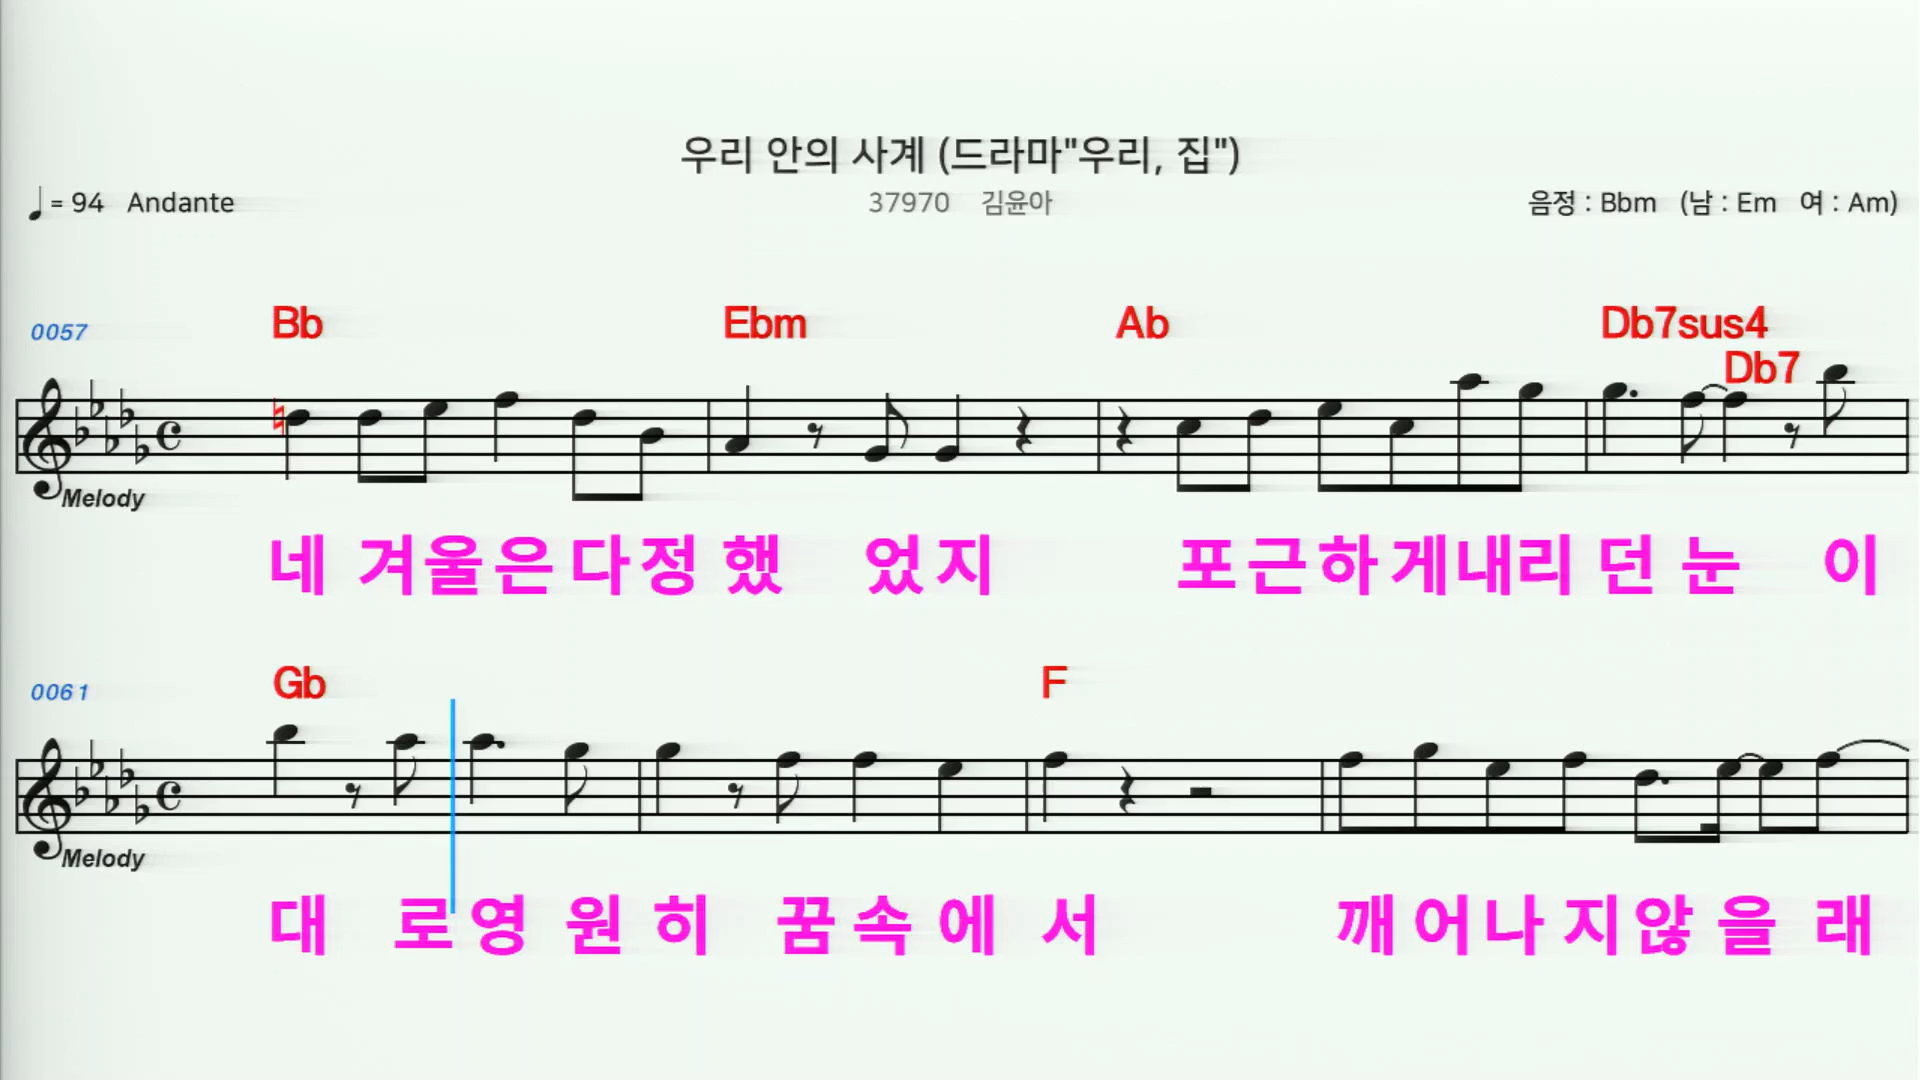 우리 안의 사계 (드라마"우리, 집")
= 94 Andante
37970 김윤아
음정 : Bbm (남 : Em 여 : Am)
0057
Bb Ebm Ab Db7sus4
Db7
Melody
네 겨울은다정 했 었지 포근하게내리 던 눈 이
0061
Gb F
Melody
대 로영 원 히 꿈속 에 서 깨어나지않 을 래